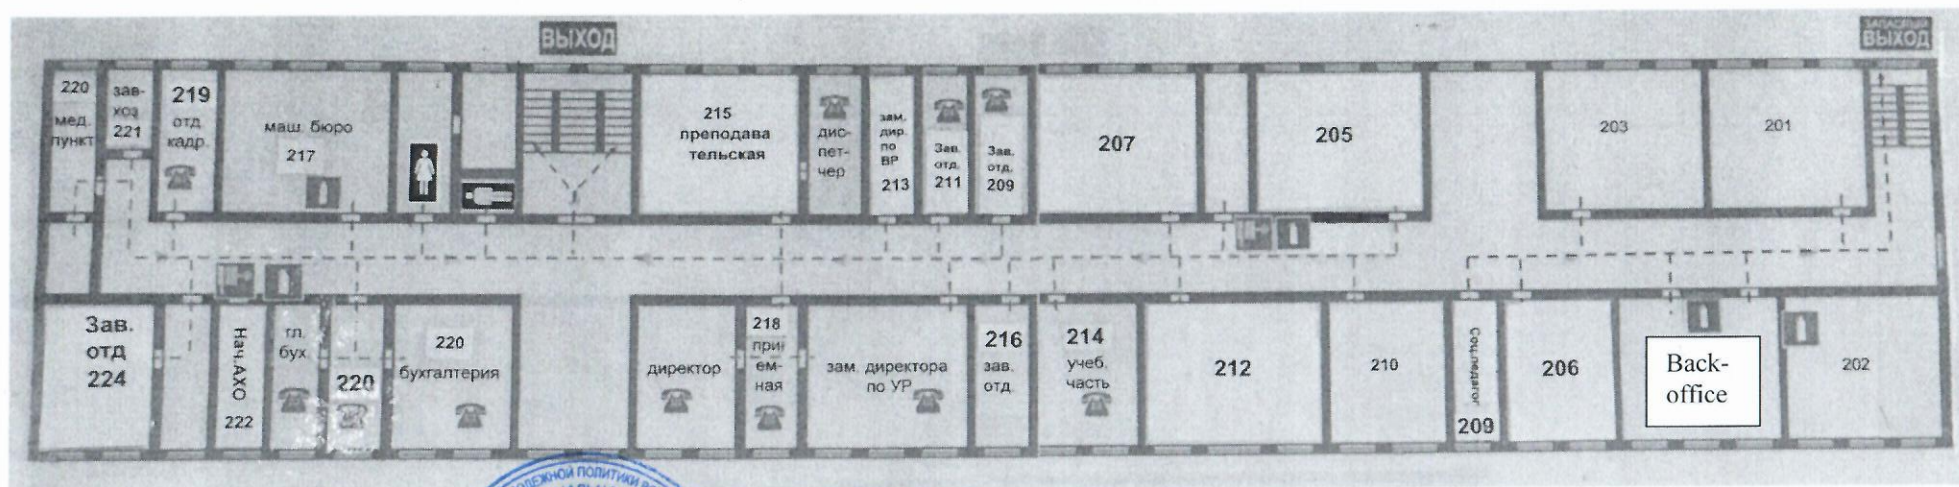 ВЫХОД
ЗАПАСНЫЙ
ВЫХОД
220
мед.
пункт
зав-
хоз
221
219
отд.
кадр.
маш. бюро
217
215
преподава
тельская
дис-
пет-
чер
зам.
дир.
по
ВР
213
Зав.
отд.
211
Зав.
отд.
209
207
205
203
201
Зав.
отд
224
Нач.АХО
222
гл.
бух.
220
220
бухгалтерия
директор
218
при-
ем-
ная
зам. директора
по УР
216
зав.
отд.
214
учеб.
часть
212
210
Соц.педагог
209
206
Back-
office
202
ОДЕЖНОЙ ПОЛИТИКИ